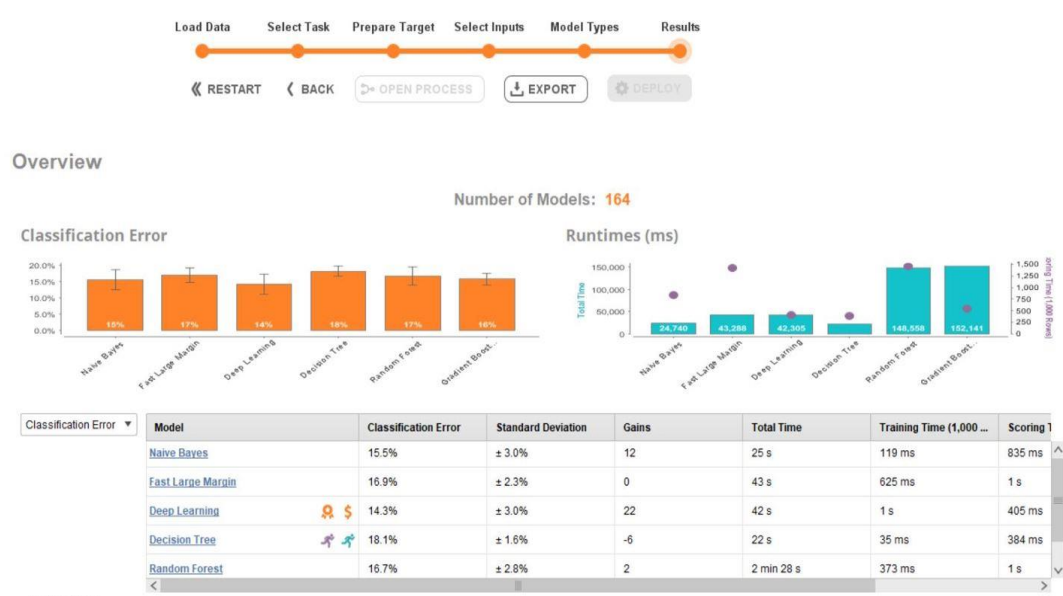 Load Data Select Task Prepare Target Select Inputs Model Types Results
RESTART BACK OPEN PROCESS EXPORT DEPLOY
Overview
Number of Models: 164
Classification Error
20.0%
15.0%
10.0%
5.0%
0.0%
15% 17% 14% 18% 17% 16%
Naive Bayes Fast Large Margin Deep Learning Decision Tree Random Forest Gradient Boost...
Runtimes (ms)
Total Time
150,000
100,000
50,000
0
24,740 43,286 42,305 148,558 152,141
1,500
1,250
1,000
750
500
250
0
Time (1,000 Rows)
Naive Bayes Fast Large Margin Deep Learning Decision Tree Random Forest Gradient Boost...
Classification Error
Model Classification Error Standard Deviation Gains Total Time Training Time (1,000 ... Scoring T
Naive Bayes 15.5% ± 3.0% 12 25 s 119 ms 835 ms
Fast Large Margin 16.9% ± 2.3% 0 43 s 625 ms 1 s
Deep Learning $ 14.3% ± 3.0% 22 42 s 1 s 405 ms
Decision Tree 18.1% ± 1.6% -6 22 s 35 ms 384 ms
Random Forest 16.7% ± 2.8% 2 2 min 28 s 373 ms 1 s